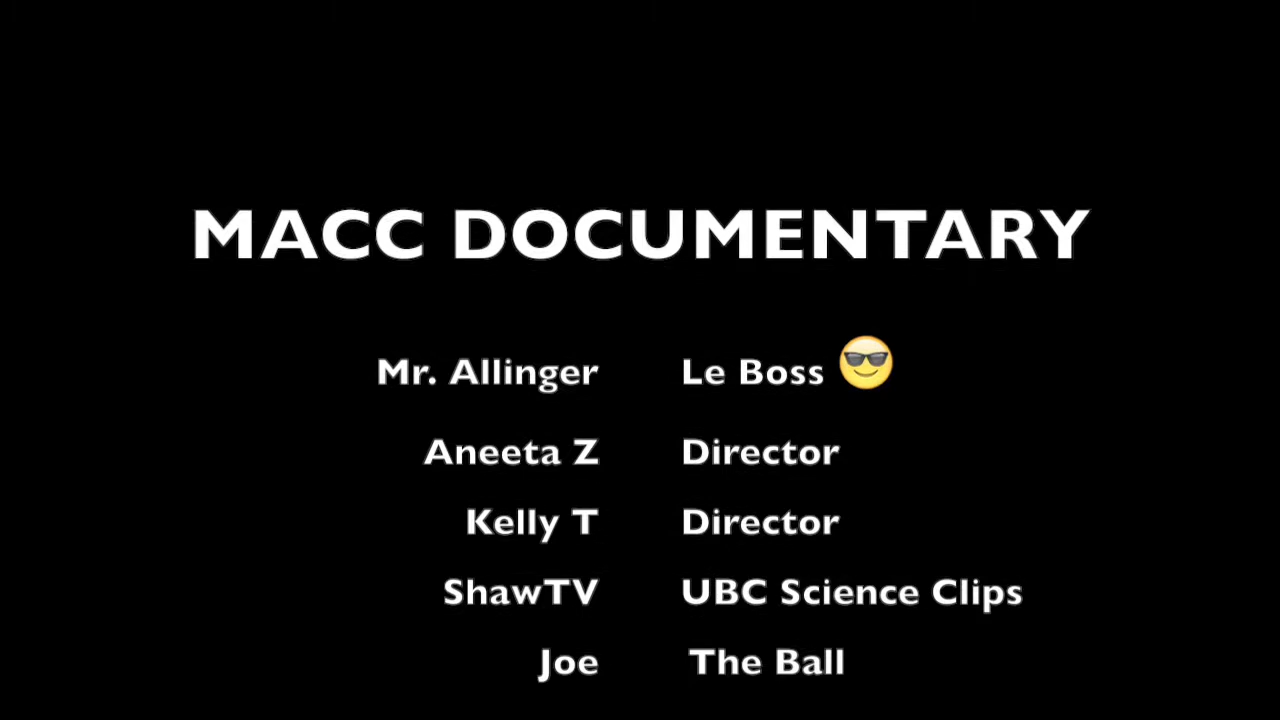 MACC DOCUMENTARY
Mr. Allinger Le Boss 😎
Aneeta Z Director
Kelly T Director
ShawTV UBC Science Clips
Joe The Ball